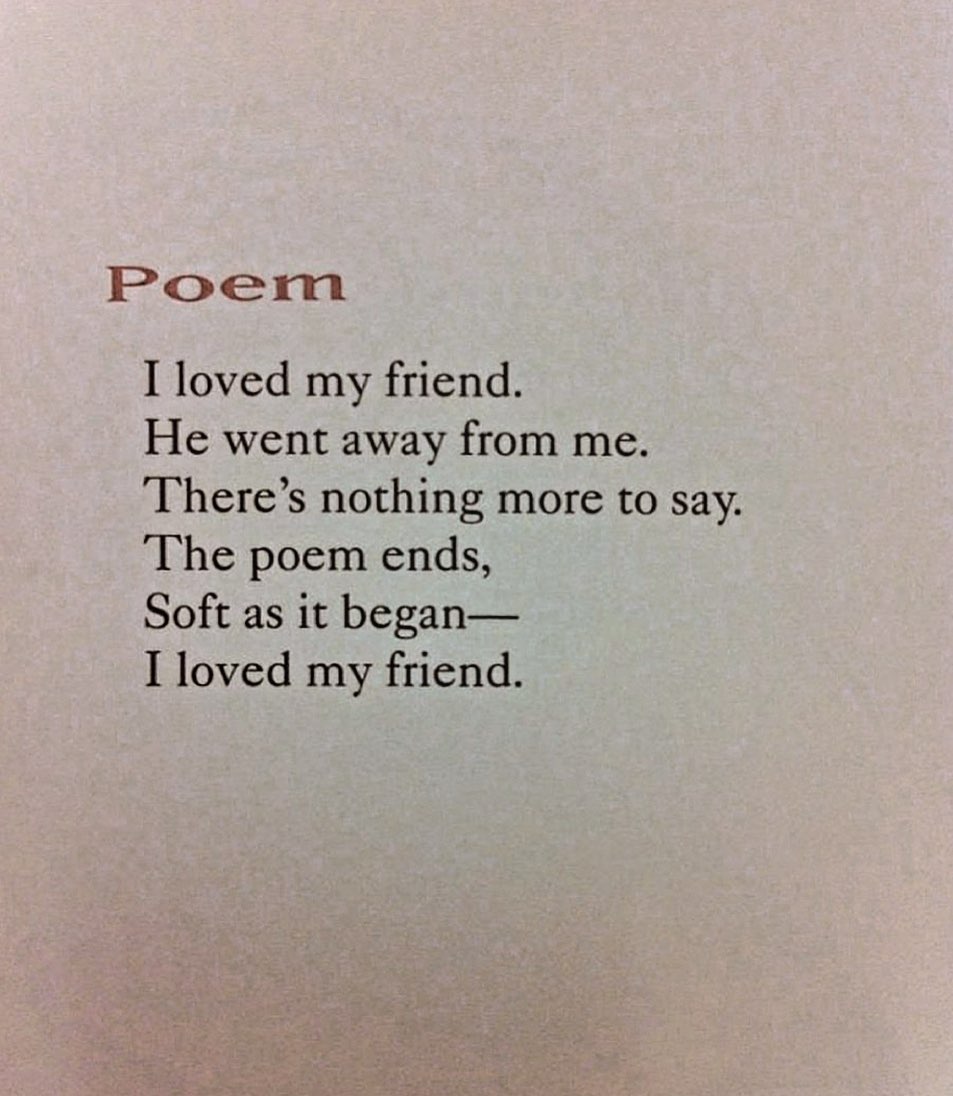 Poem
I loved my friend.
He went away from me.
There’s nothing more to say.
The poem ends,
Soft as it began—
I loved my friend.